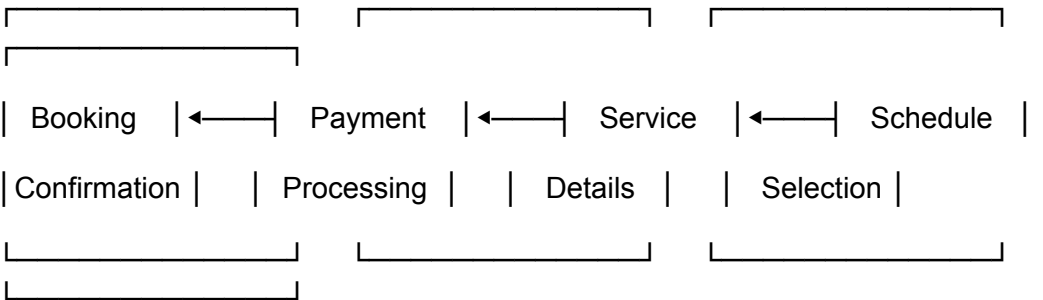 ┌──────────────────┐ ┌──────────────────┐ ┌──────────────────┐
┌──────────────────┐
│ Booking │◄────┤ Payment │◄────┤ Service │◄────┤ Schedule │
│Confirmation │ │ Processing │ │ Details │ │ Selection │
└──────────────────┘ └──────────────────┘ └──────────────────┘
└──────────────────┘